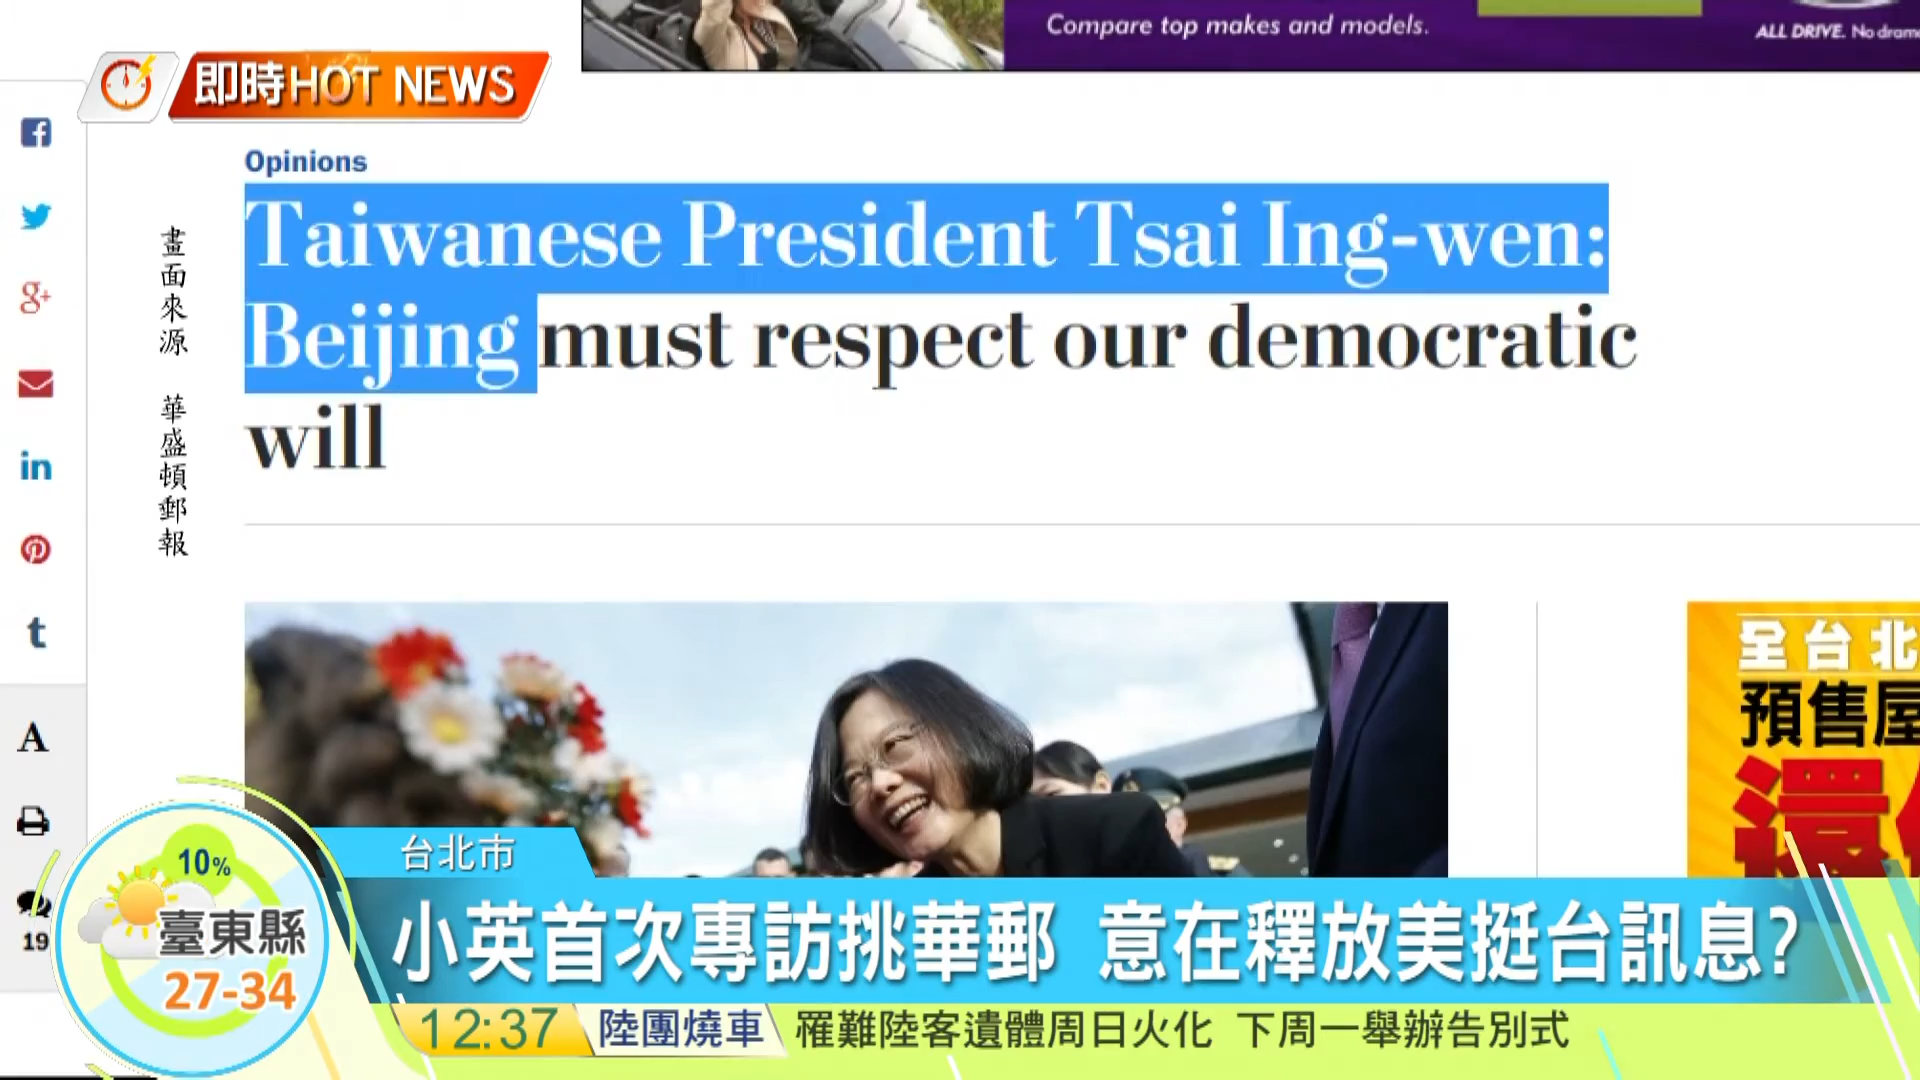 Compare top makes and models.
ALL DRIVE. No drama
即時HOT NEWS
Opinions
Taiwanese President Tsai Ing-wen:
Beijing must respect our democratic
will
畫面來源 華盛頓郵報
全台北
預售屋
還
A
19
10%
臺東縣
27-34
台北市
小英首次專訪挑華郵 意在釋放美挺台訊息?
12:37 陸團燒車 罹難陸客遺體周日火化 下周一舉辦告別式